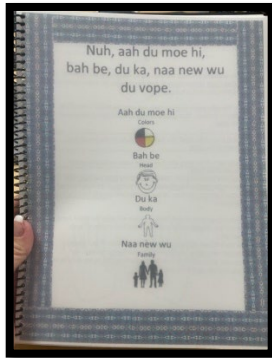 Nuh, aah du moe hi,
bah be, du ka, naa new wu
du vope.
Aah du moe hi
Colors
Bah be
Head
Du ka
Body
Naa new wu
Family